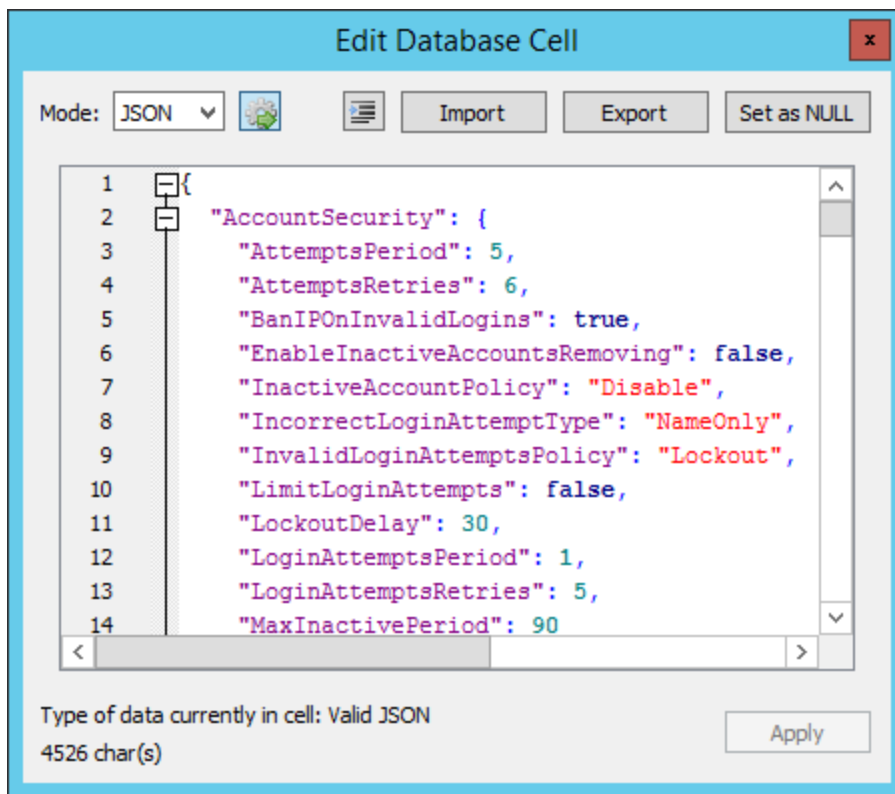 Edit Database Cell
x
Mode: JSON Import Export Set as NULL
1 {
2 "AccountSecurity": {
3 "AttemptsPeriod": 5,
4 "AttemptsRetries": 6,
5 "BanIPOnInvalidLogins": true,
6 "EnableInactiveAccountsRemoving": false,
7 "InactiveAccountPolicy": "Disable",
8 "IncorrectLoginAttemptType": "NameOnly",
9 "InvalidLoginAttemptsPolicy": "Lockout",
10 "LimitLoginAttempts": false,
11 "LockoutDelay": 30,
12 "LoginAttemptsPeriod": 1,
13 "LoginAttemptsRetries": 5,
14 "MaxInactivePeriod": 90
Type of data currently in cell: Valid JSON
4526 char(s)
Apply